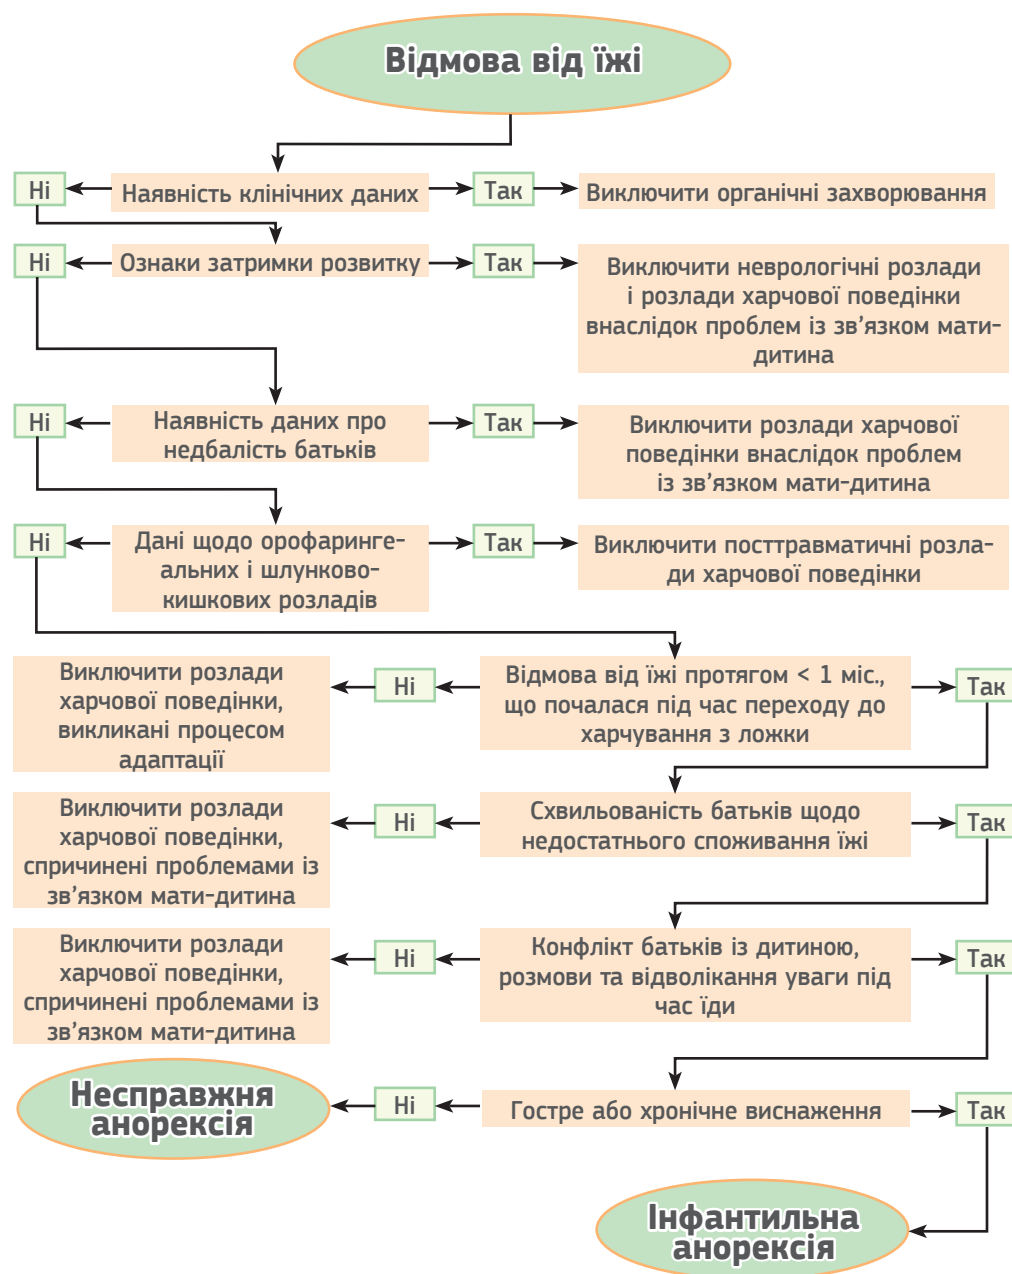 Відмова від їжі
Ні
Наявність клінічних даних
Так
Виключити органічні захворювання
Ні
Ознаки затримки розвитку
Так
Виключити неврологічні розлади
і розлади харчової поведінки
внаслідок проблем із зв’язком мати-
дитина
Ні
Наявність даних про
недбалість батьків
Так
Виключити розлади харчової
поведінки внаслідок проблем
із зв’язком мати-дитина
Ні
Дані щодо орофаринге-
альних і шлунково-
кишкових розладів
Так
Виключити посттравматичні розла-
ди харчової поведінки
Виключити розлади
харчової поведінки,
викликані процесом
адаптації
Ні
Відмова від їжі протягом < 1 міс.,
що почалася під час переходу до
харчування з ложки
Так
Виключити розлади
харчової поведінки,
спричинені проблемами із
зв’язком мати-дитина
Ні
Схвильованість батьків щодо
недостатнього споживання їжі
Так
Виключити розлади
харчової поведінки,
спричинені проблемами із
зв’язком мати-дитина
Ні
Конфлікт батьків із дитиною,
розмови та відволікання уваги під
час їди
Так
Несправжня
анорексія
Ні
Гостре або хронічне виснаження
Так
Інфантильна
анорексія